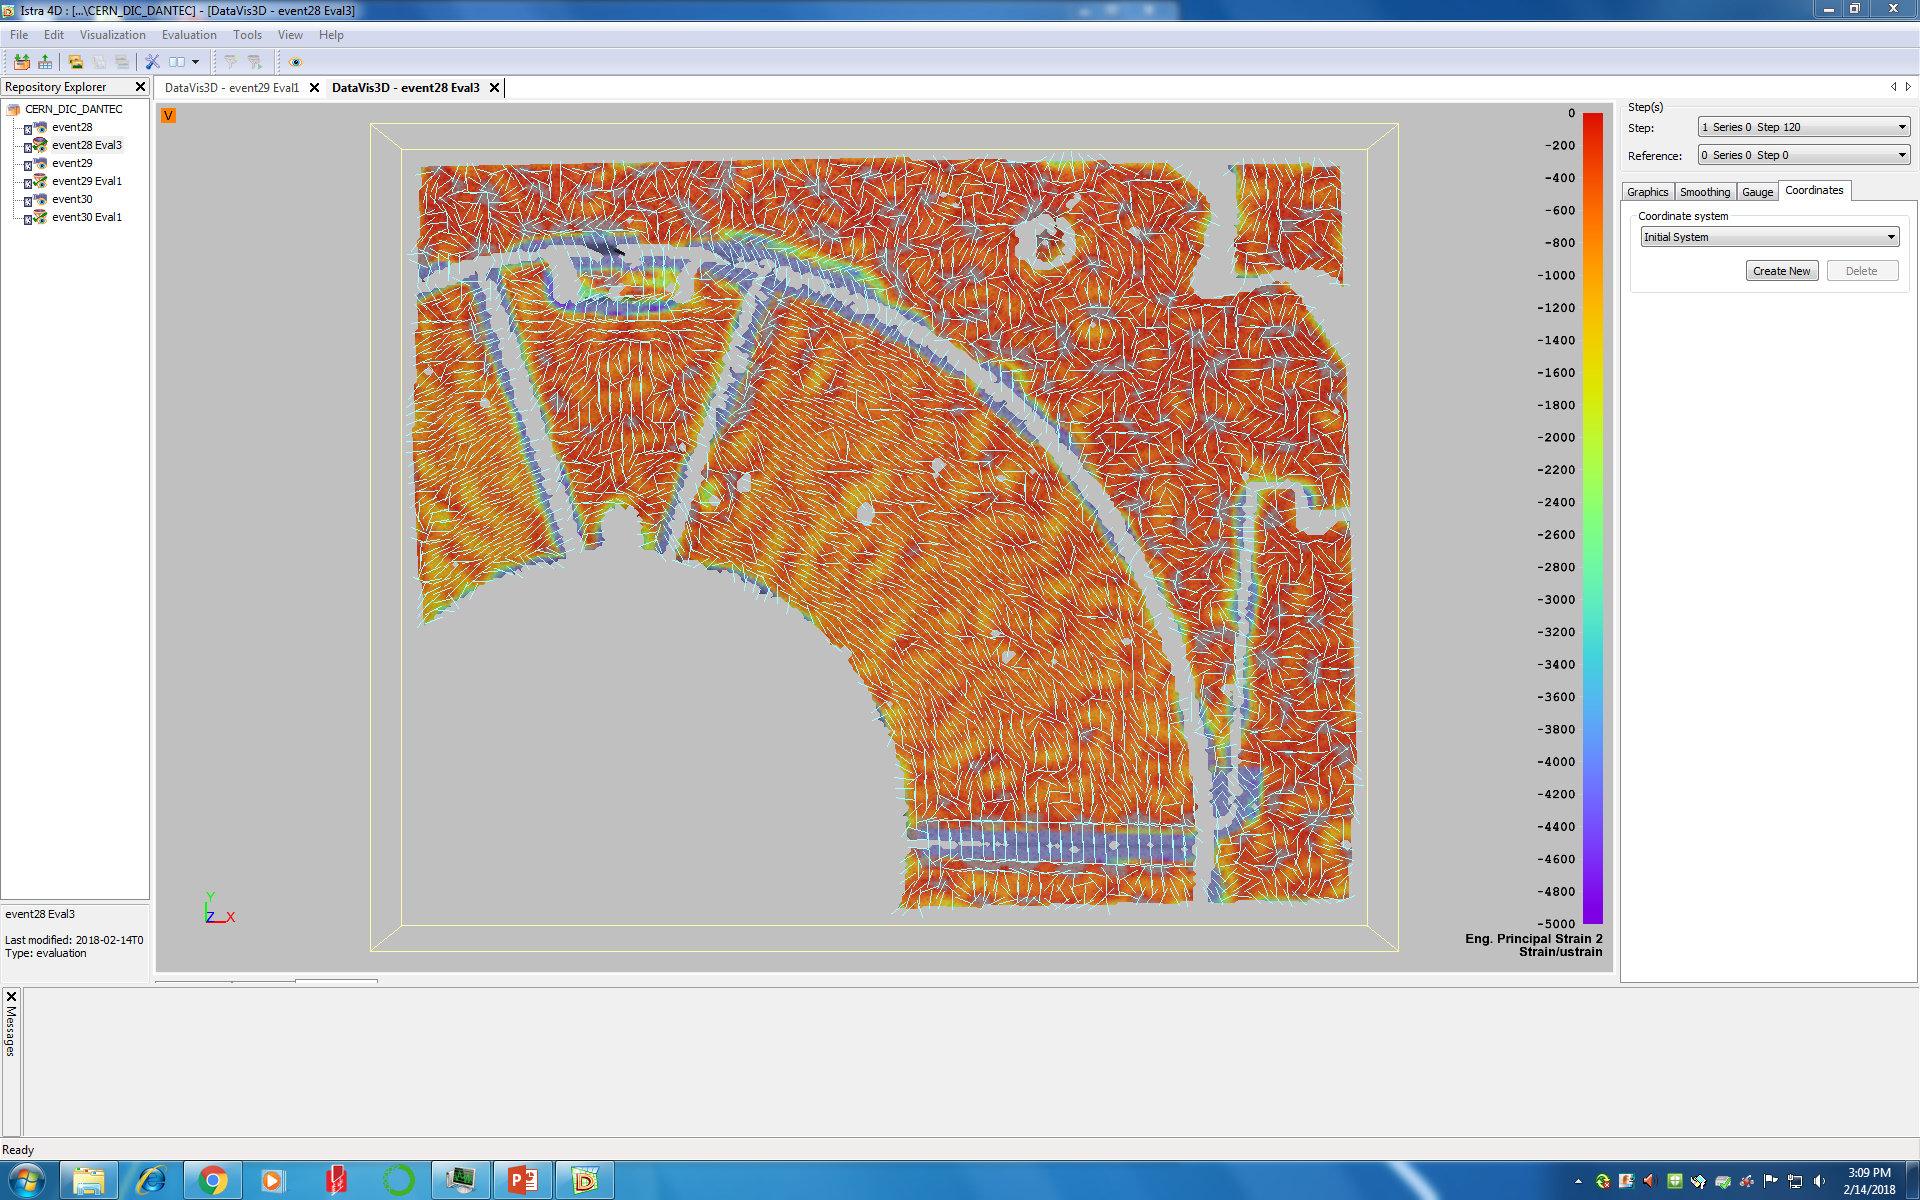 Istra 4D : [...\CERN_DIC_DANTEC] - [DataVis3D - event28 Eval3]
File Edit Visualization Evaluation Tools View Help
Repository Explorer
CERN_DIC_DANTEC
event28
event28 Eval3
event29
event29 Eval1
event30
event30 Eval1
event28 Eval3
Last modified: 2018-02-14T0
Type: evaluation
DataVis3D - event29 Eval1
DataVis3D - event28 Eval3
V
Y
Z X
0
-200
-400
-600
-800
-1000
-1200
-1400
-1600
-1800
-2000
-2200
-2400
-2600
-2800
-3000
-3200
-3400
-3600
-3800
-4000
-4200
-4400
-4600
-4800
-5000
Eng. Principal Strain 2
Strain/ustrain
Step(s)
Step: 1 Series 0 Step 120
Reference: 0 Series 0 Step 0
Graphics Smoothing Gauge Coordinates
Coordinate system
Initial System
Create New Delete
Messages
Ready
3:09 PM
2/14/2018